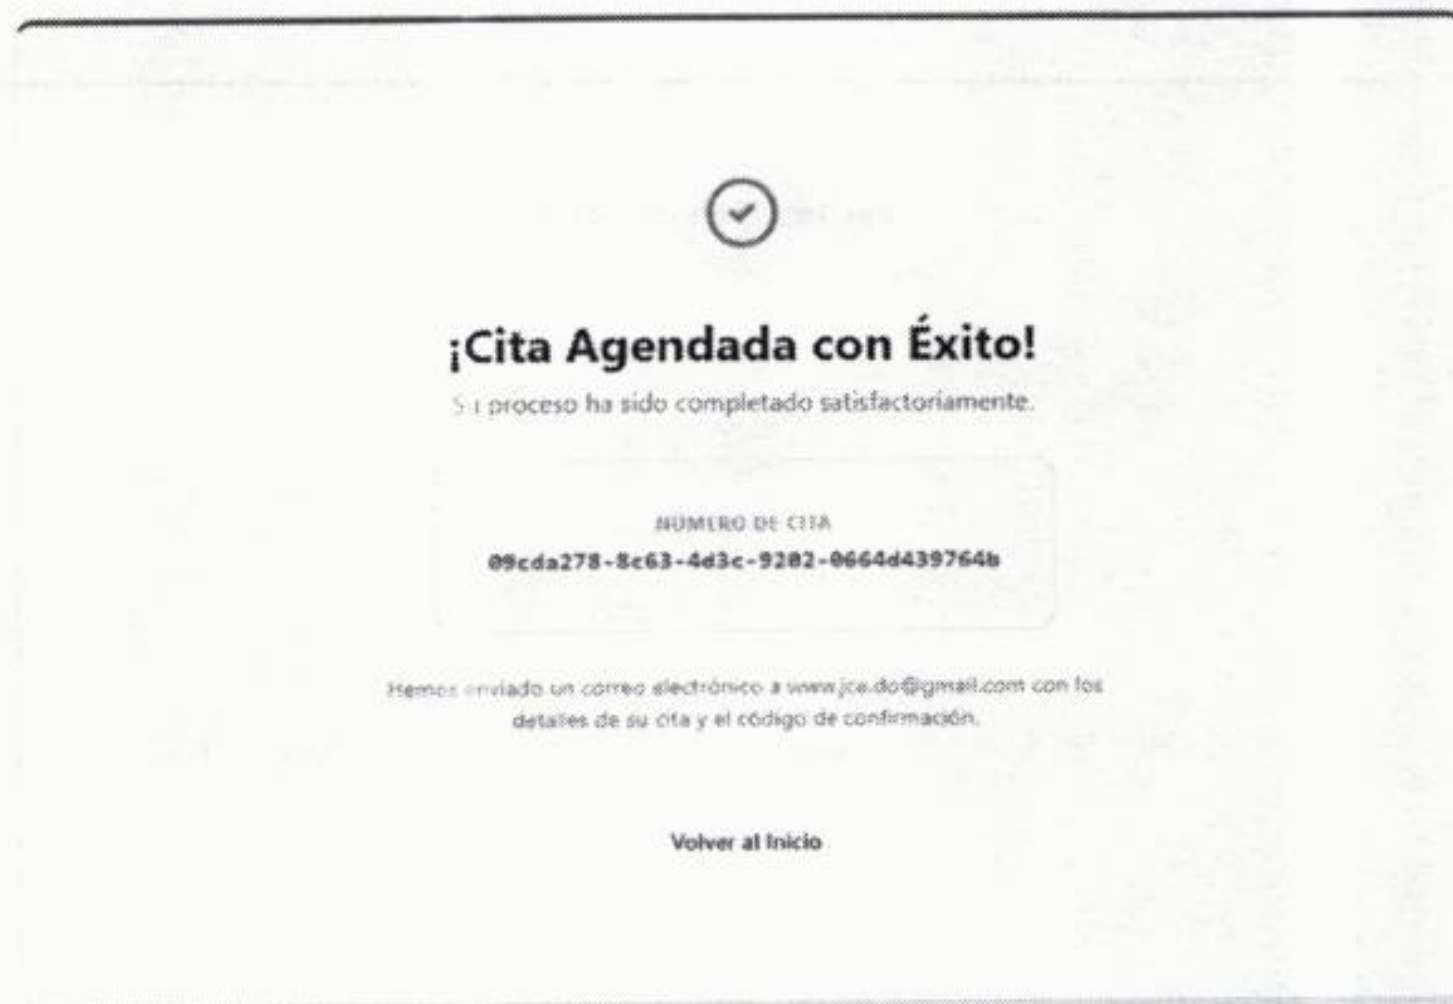 ¡Cita Agendada con Éxito!
Su proceso ha sido completado satisfactoriamente.
NÚMERO DE CITA
09cda278-8c63-4d3c-9202-0664d439764b
Hemos enviado un correo electrónico a www.jce.do@gmail.com con los
detalles de su cita y el código de confirmación.
Volver al Inicio